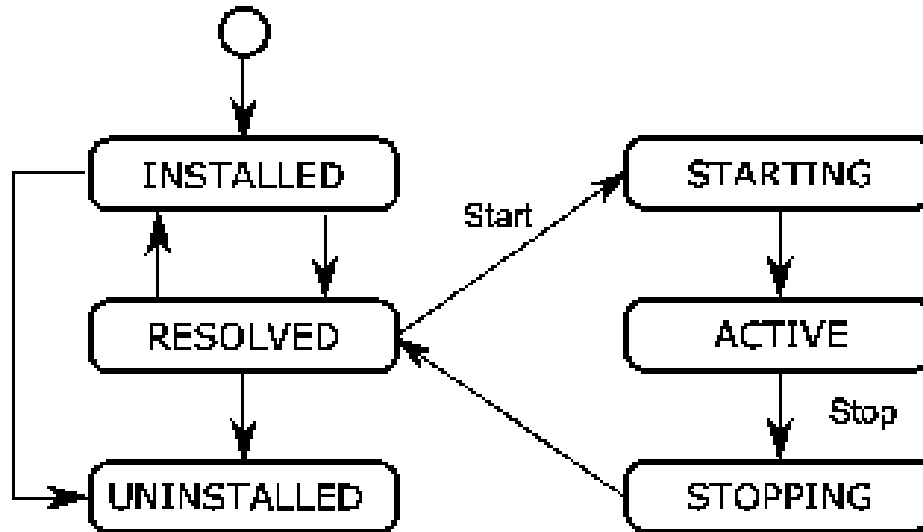 INSTALLED
STARTING
Start
RESOLVED
ACTIVE
Stop
UNINSTALLED
STOPPING